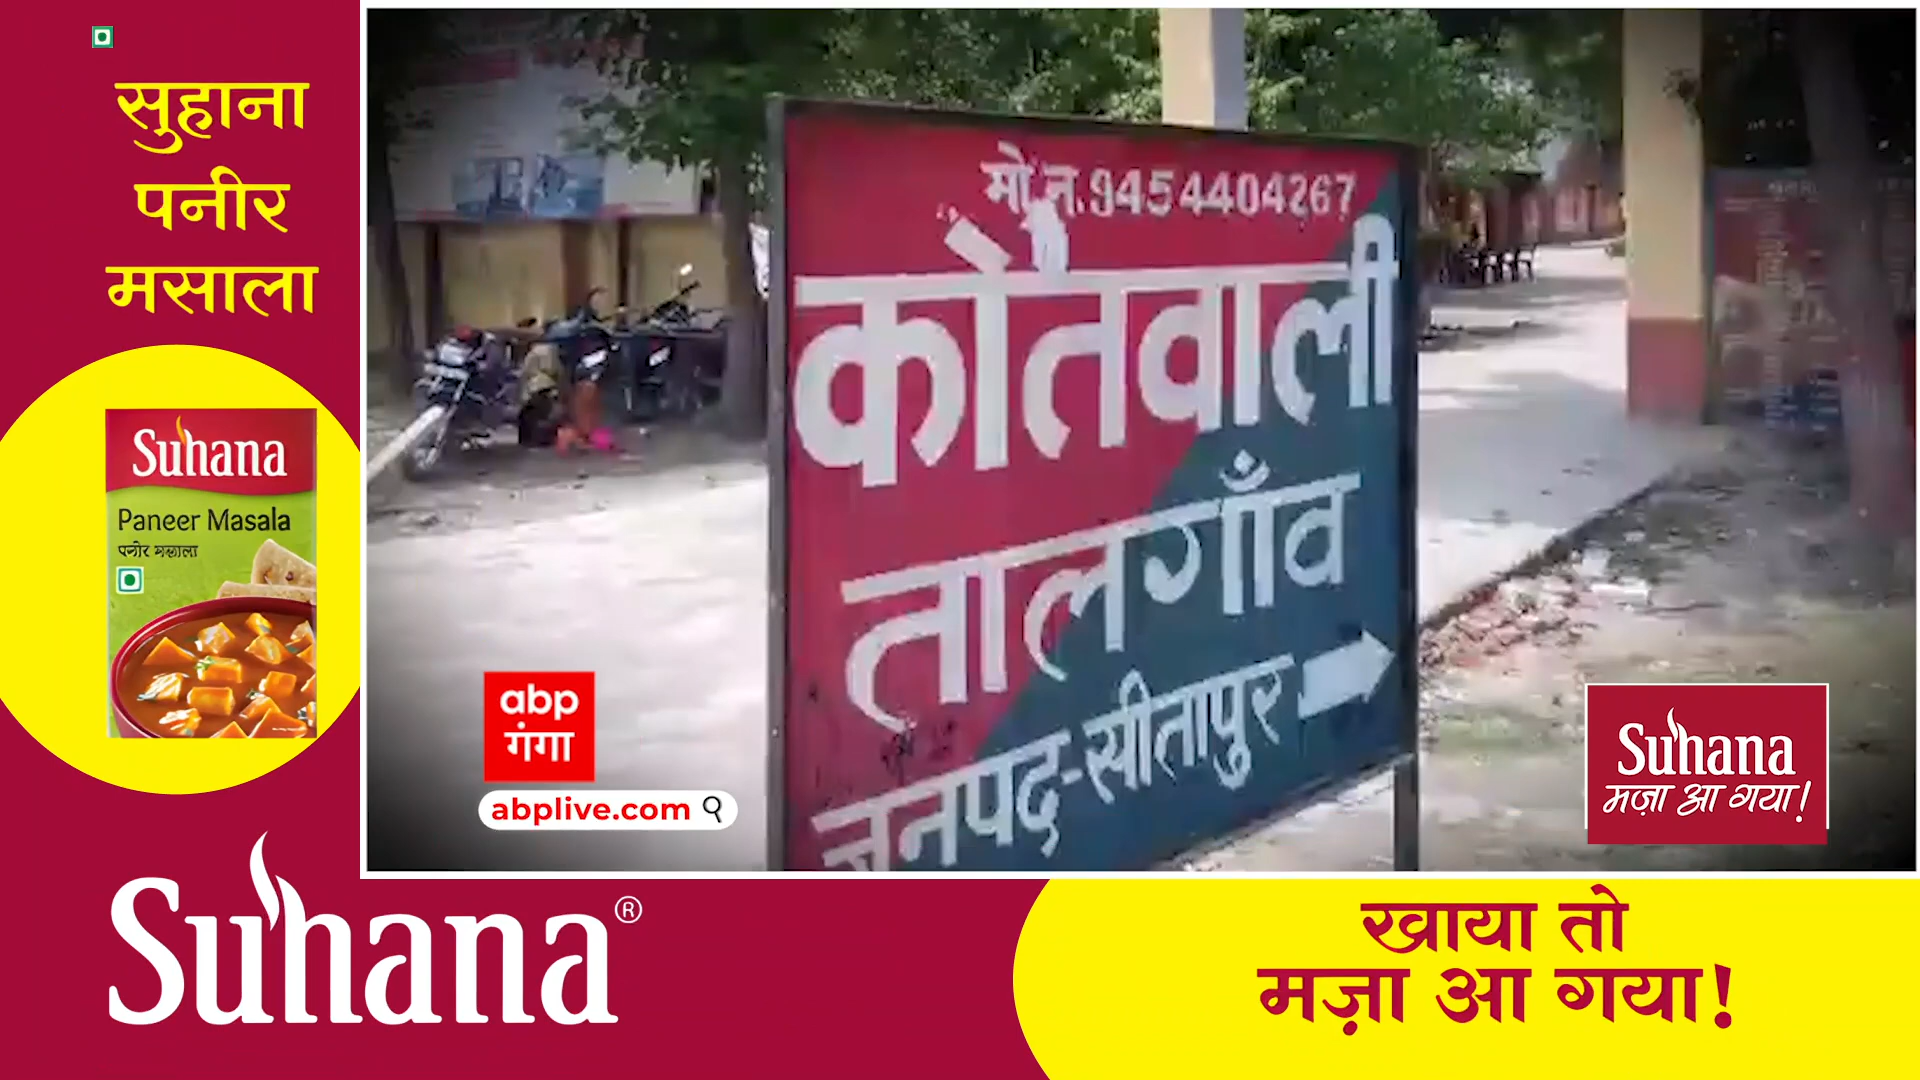 सुहाना
पनीर
मसाला
Suhana
Paneer Masala
पनीर मसाला
मो.न. 9454404267
कोतवाली
तालगाँव
जनपद-सीतापुर
abp
गंगा
abplive.com
Suhana
मज़ा आ गया!
Suhana®
खाया तो
मज़ा आ गया!